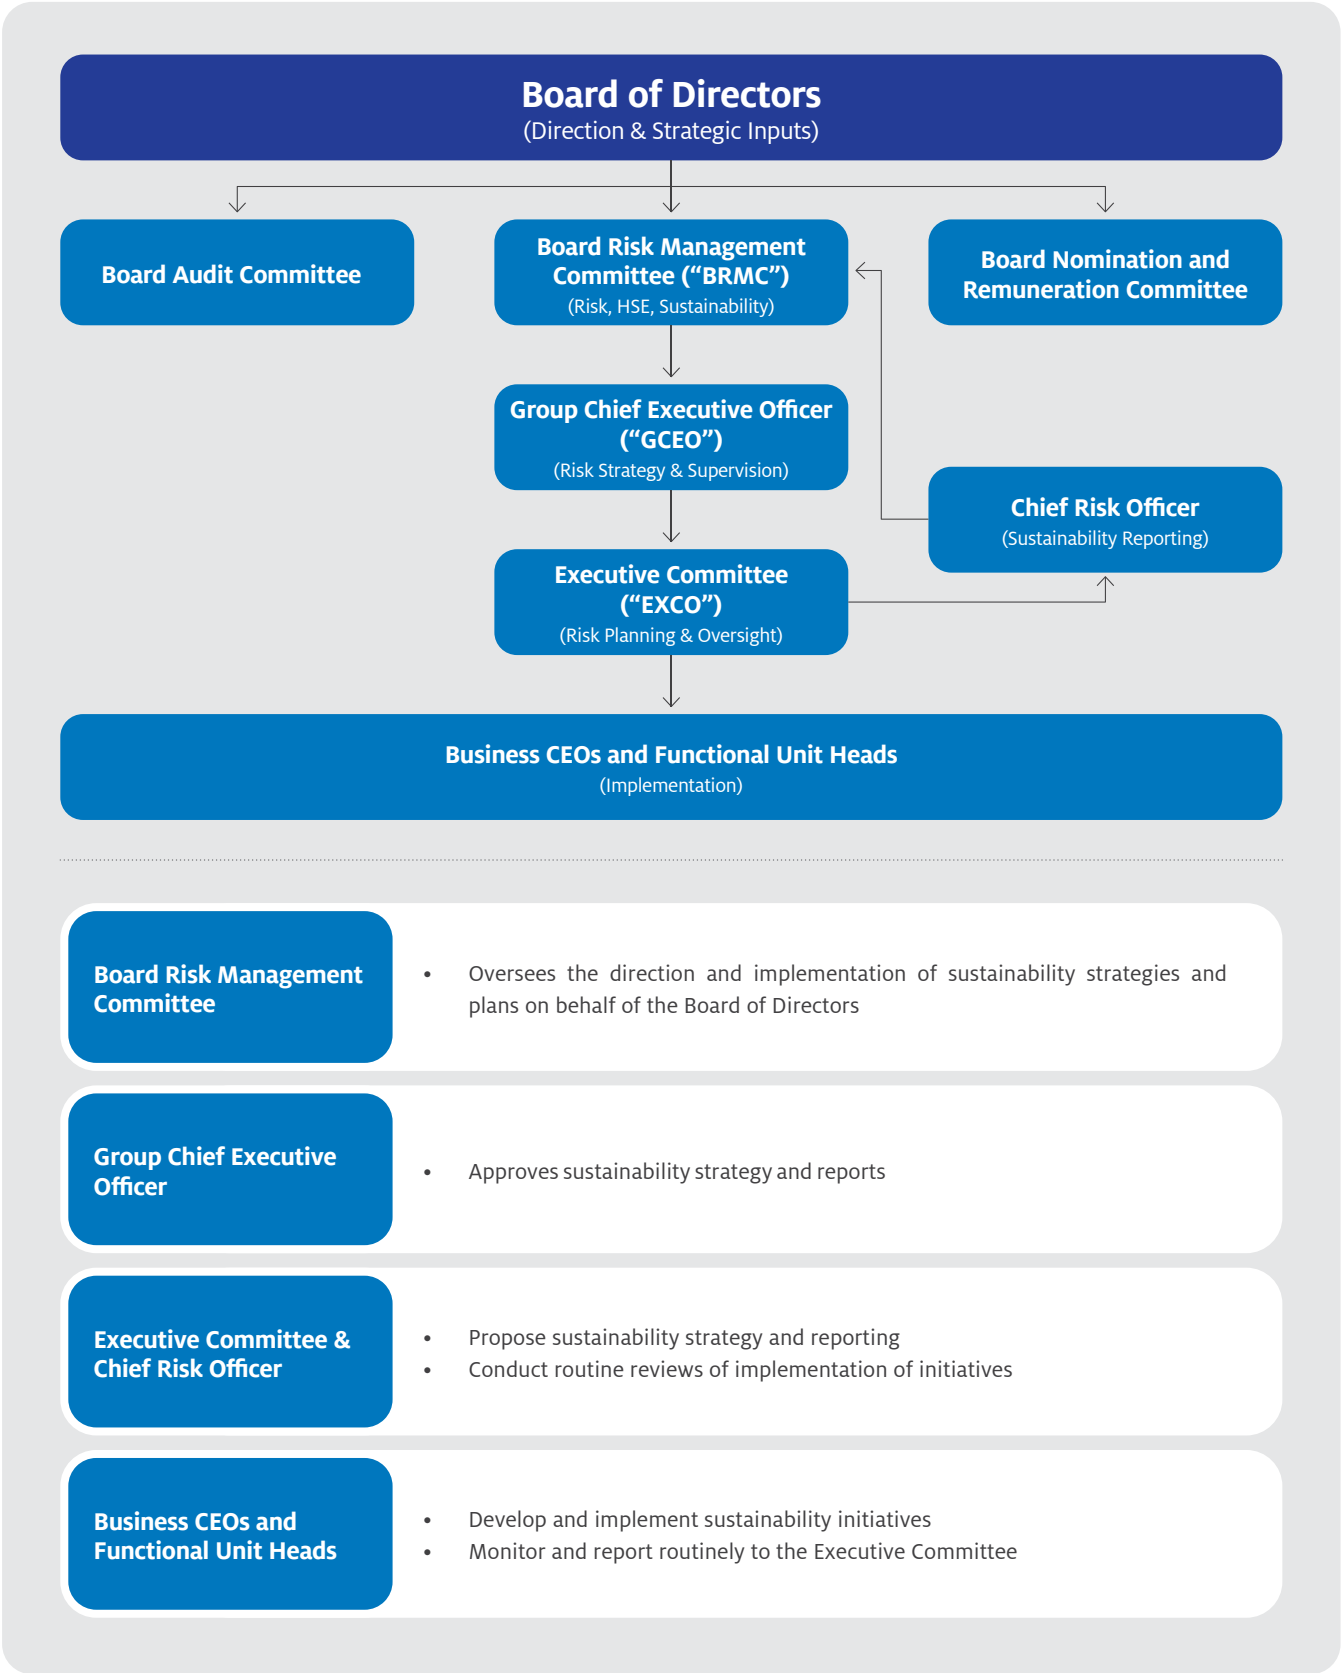 Board of Directors
(Direction & Strategic Inputs)
Board Audit Committee
Board Risk Management
Committee (“BRMC”)
(Risk, HSE, Sustainability)
Board Nomination and
Remuneration Committee
Group Chief Executive Officer
(“GCEO”)
(Risk Strategy & Supervision)
Chief Risk Officer
(Sustainability Reporting)
Executive Committee
(“EXCO”)
(Risk Planning & Oversight)
Business CEOs and Functional Unit Heads
(Implementation)
Board Risk Management
Committee
• Oversees the direction and implementation of sustainability strategies and
plans on behalf of the Board of Directors
Group Chief Executive
Officer
• Approves sustainability strategy and reports
Executive Committee &
Chief Risk Officer
• Propose sustainability strategy and reporting
• Conduct routine reviews of implementation of initiatives
Business CEOs and
Functional Unit Heads
• Develop and implement sustainability initiatives
• Monitor and report routinely to the Executive Committee